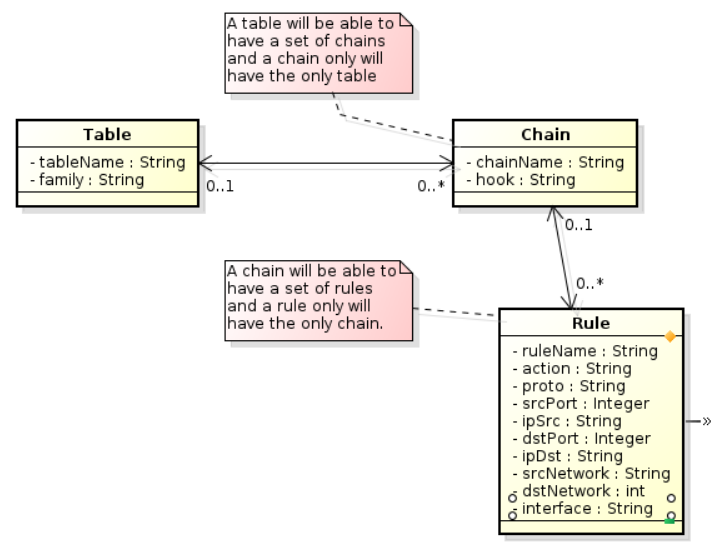 A table will be able to
have a set of chains
and a chain only will
have the only table
Table
- tableName : String
- family : String
Chain
- chainName : String
- hook : String
0..1
0..*
0..1
0..*
A chain will be able to
have a set of rules
and a rule only will
have the only chain.
Rule
- ruleName : String
- action : String
- proto : String
- srcPort : Integer
- ipSrc : String
- dstPort : Integer
- ipDst : String
- srcNetwork : String
- dstNetwork : int
- interface : String
»